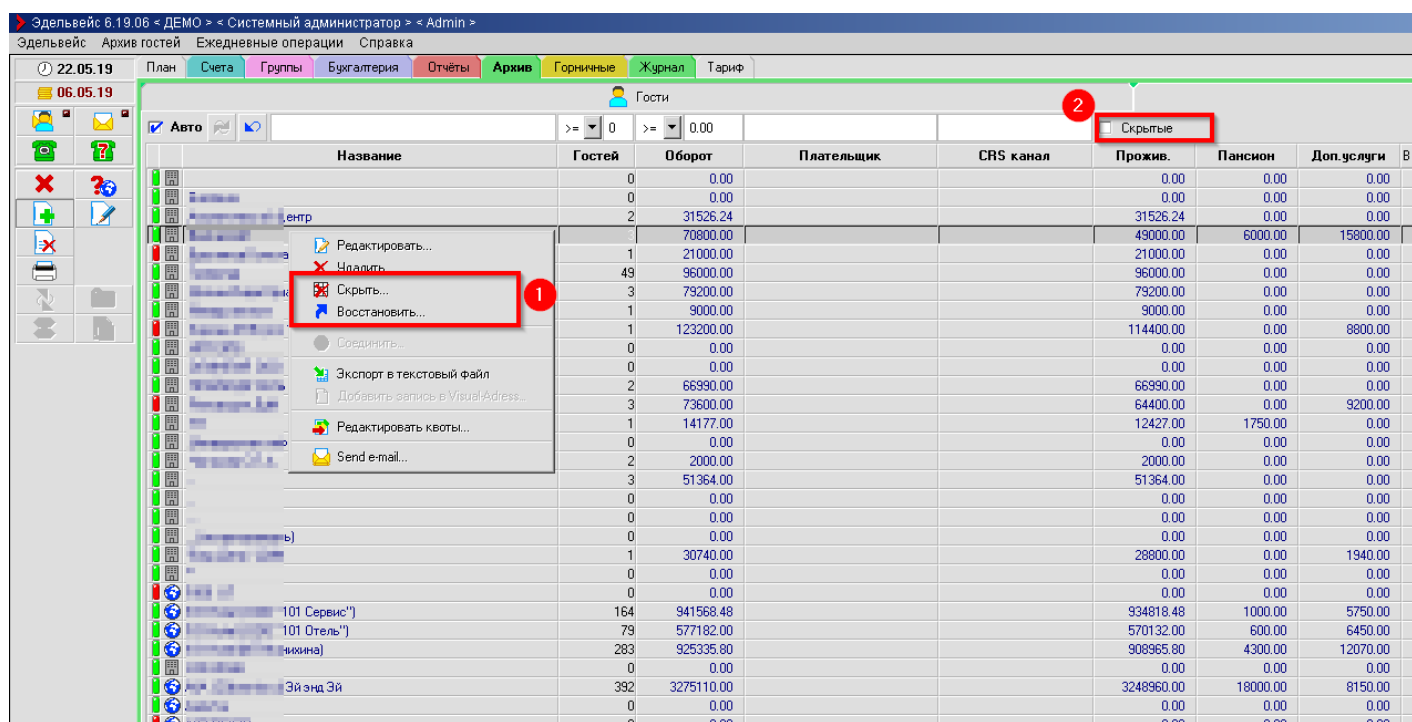 Эдельвейс 6.19.06 < ДЕМО > < Системный администратор > < Admin >
Эдельвейс Архив гостей Ежедневные операции Справка
22.05.19 План Счета Группы Бухгалтерия Отчёты Архив Горничные Журнал Тариф
06.05.19 Гости
2
Авто >= 0 >= 0.00 Скрытые
Название Гостей Оборот Плательщик CRS канал Прожив. Пансион Доп.услуги В
0 0.00 0.00 0.00 0.00
0 0.00 0.00 0.00 0.00
ентр 2 31526.24 31526.24 0.00 0.00
3 70800.00 49000.00 6000.00 15800.00
1 21000.00 21000.00 0.00 0.00
49 96000.00 96000.00 0.00 0.00
3 79200.00 79200.00 0.00 0.00
1 9000.00 9000.00 0.00 0.00
1 123200.00 114400.00 0.00 8800.00
0 0.00 0.00 0.00 0.00
0 0.00 0.00 0.00 0.00
2 66990.00 66990.00 0.00 0.00
3 73600.00 64400.00 0.00 9200.00
1 14177.00 12427.00 1750.00 0.00
0 0.00 0.00 0.00 0.00
2 2000.00 2000.00 0.00 0.00
3 51364.00 51364.00 0.00 0.00
0 0.00 0.00 0.00 0.00
0 0.00 0.00 0.00 0.00
ь) 0 0.00 0.00 0.00 0.00
1 30740.00 28800.00 0.00 1940.00
0 0.00 0.00 0.00 0.00
0 0.00 0.00 0.00 0.00
101 Сервис") 164 941568.48 934818.48 1000.00 5750.00
101 Отель") 79 577182.00 570132.00 600.00 6450.00
нихина) 283 925335.80 908965.80 4300.00 12070.00
0 0.00 0.00 0.00 0.00
Эй энд Эй 392 3275110.00 3248960.00 18000.00 8150.00
0 0.00 0.00 0.00 0.00
Редактировать...
Удалить
Скрыть...
1
Восстановить...
Соединить...
Экспорт в текстовый файл
Добавить запись в Visual-Adress...
Редактировать квоты...
Send e-mail...